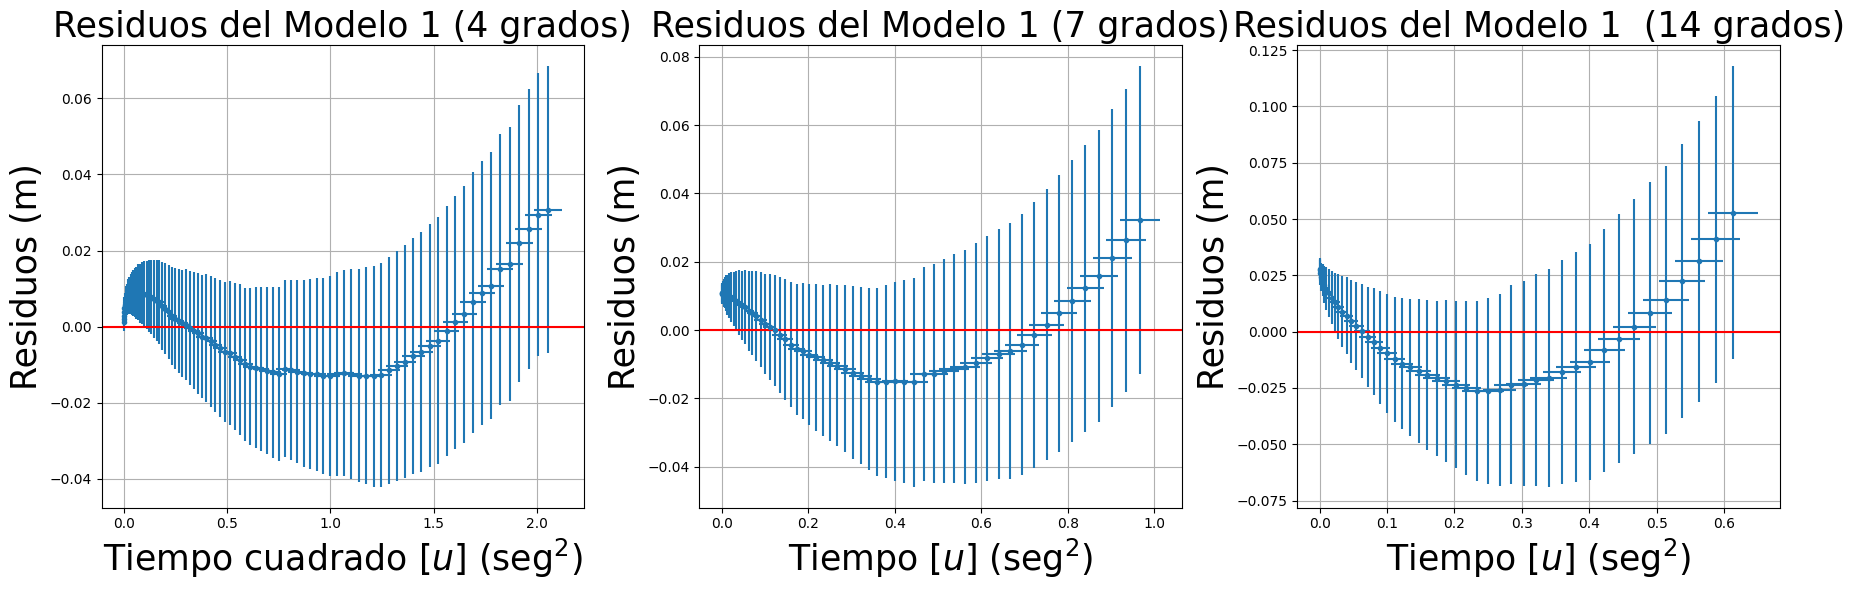 Residuos del Modelo 1 (4 grados)
Residuos (m)
0.06
0.04
0.02
0.00
−0.02
−0.04
0.0 0.5 1.0 1.5 2.0
Tiempo cuadrado [u] (seg²)
Residuos del Modelo 1 (7 grados)
Residuos (m)
0.08
0.06
0.04
0.02
0.00
−0.02
−0.04
0.0 0.2 0.4 0.6 0.8 1.0
Tiempo [u] (seg²)
Residuos del Modelo 1  (14 grados)
Residuos (m)
0.125
0.100
0.075
0.050
0.025
0.000
−0.025
−0.050
−0.075
0.0 0.1 0.2 0.3 0.4 0.5 0.6
Tiempo [u] (seg²)